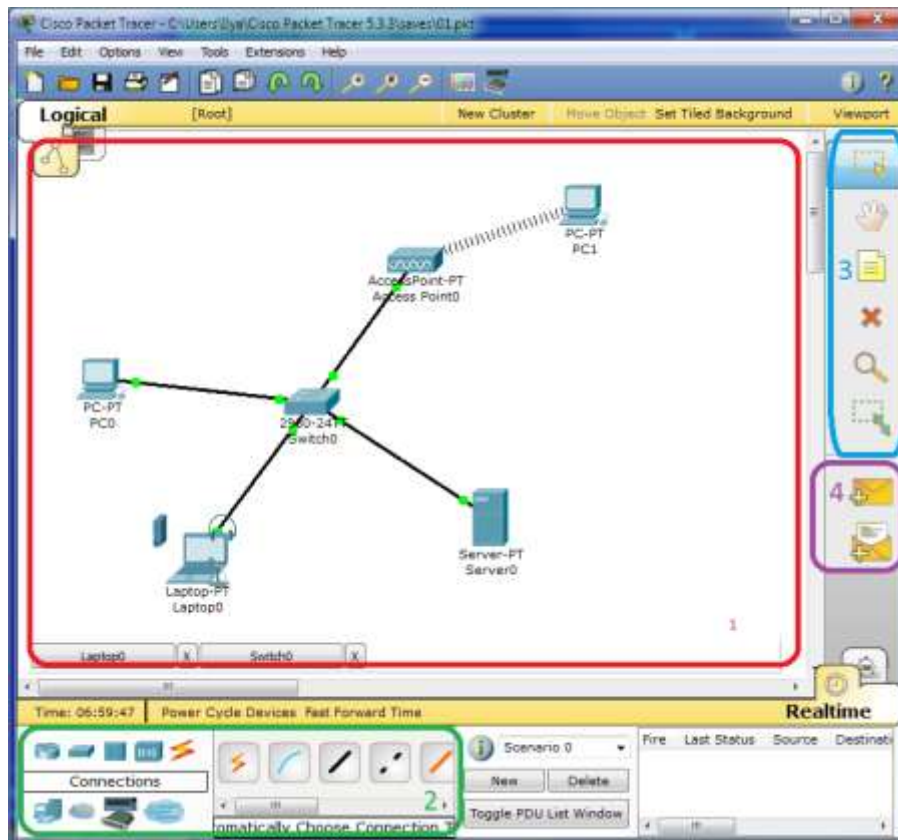 Cisco Packet Tracer - C:\Users\Ilya\Cisco Packet Tracer 5.3.3\saves\01.pkt
File Edit Options View Tools Extensions Help
Logical [Root] New Cluster Move Object Set Tiled Background Viewport
PC-PT
PC1
AccessPoint-PT
Access Point0
3
PC-PT
PC0
Switch0
4
Server-PT
Server0
Laptop-PT
Laptop0
1
Laptop0 X Switch0 X
Time: 06:59:47 Power Cycle Devices Fast Forward Time Realtime
Scenario 0 Fire Last Status Source Destinati
Connections New Delete
2 Toggle PDU List Window
omatically Choose Connection T